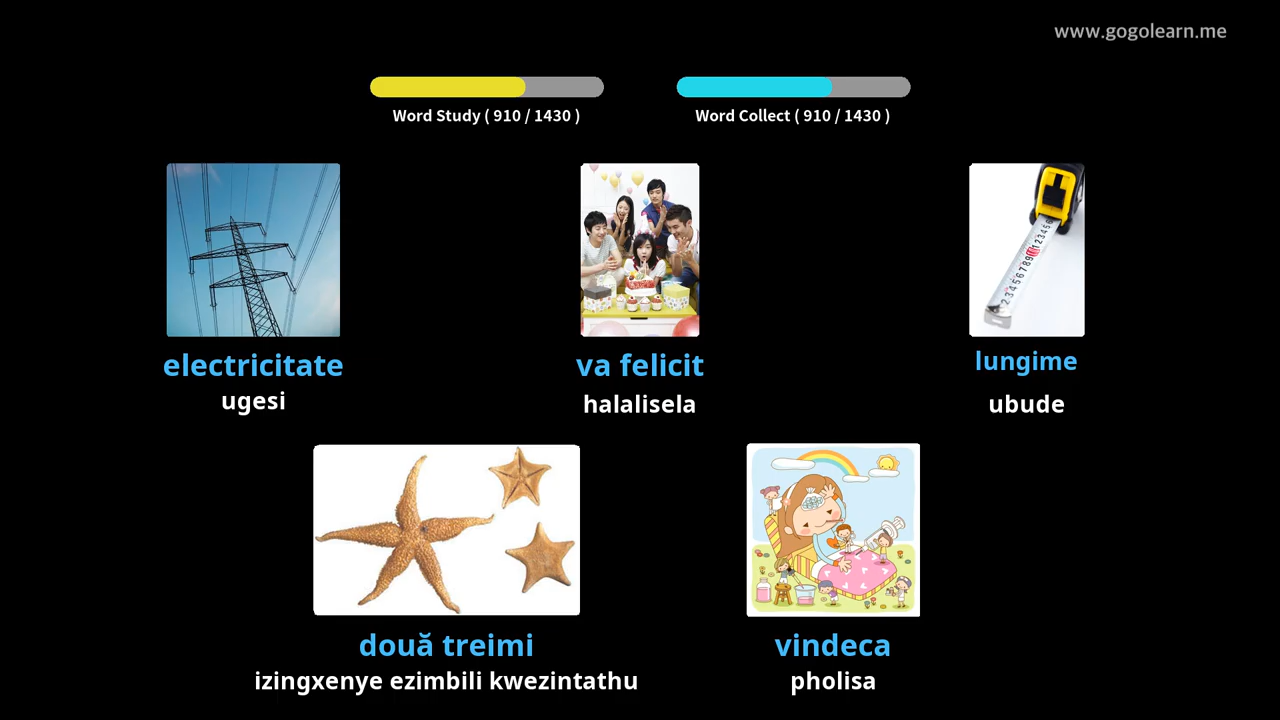 www.gogolearn.me
Word Study ( 910 / 1430 )
Word Collect ( 910 / 1430 )
electricitate
ugesi
va felicit
halalisela
lungime
ubude
două treimi
izingxenye ezimbili kwezintathu
vindeca
pholisa